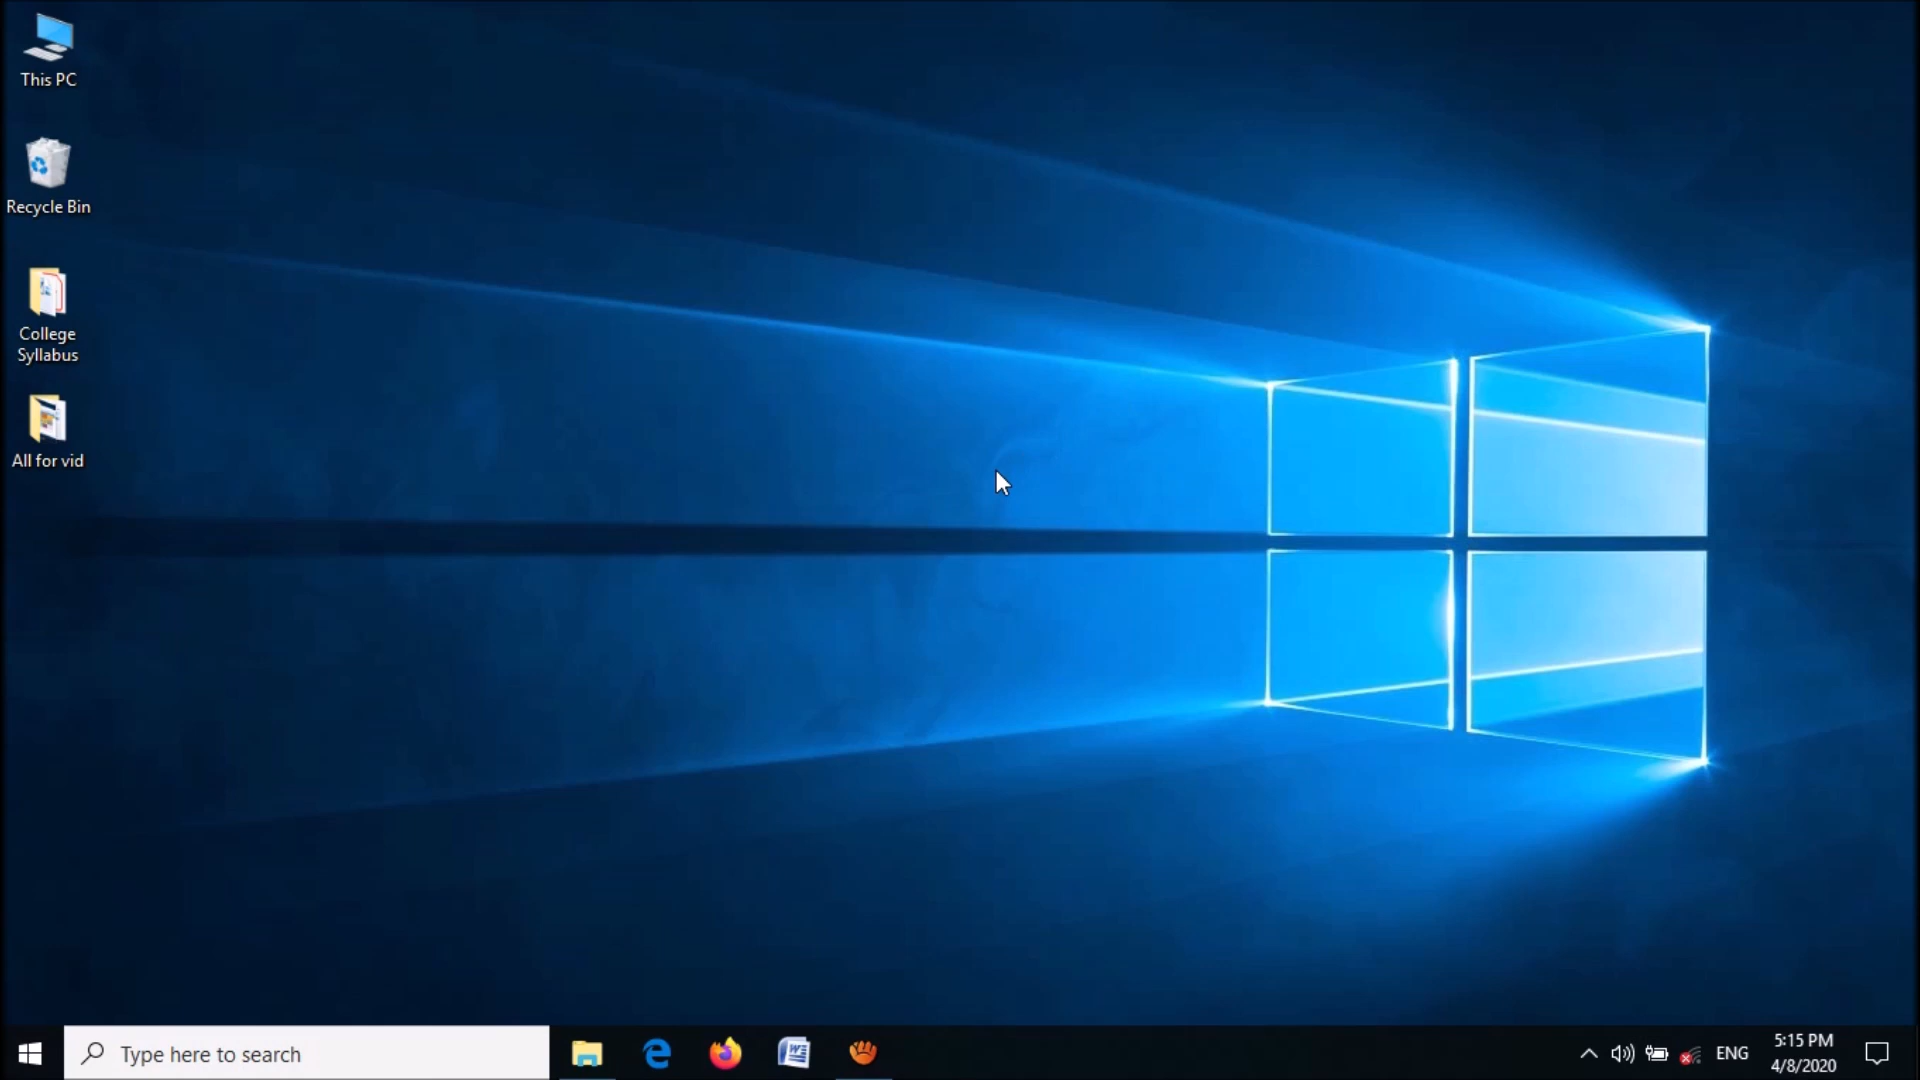 This PC
Recycle Bin
College
Syllabus
All for vid
Type here to search
ENG
5:15 PM
4/8/2020